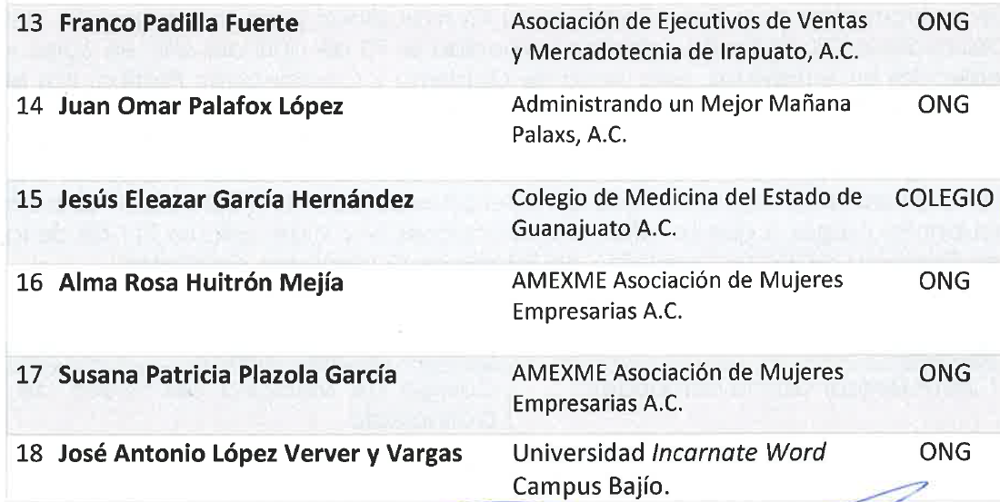 13 Franco Padilla Fuerte Asociación de Ejecutivos de Ventas ONG
y Mercadotecnia de Irapuato, A.C.
14 Juan Omar Palafox López Administrando un Mejor Mañana ONG
Palaxs, A.C.
15 Jesús Eleazar García Hernández Colegio de Medicina del Estado de COLEGIO
Guanajuato A.C.
16 Alma Rosa Huitrón Mejía AMEXME Asociación de Mujeres ONG
Empresarias A.C.
17 Susana Patricia Plazola García AMEXME Asociación de Mujeres ONG
Empresarias A.C.
18 José Antonio López Verver y Vargas Universidad Incarnate Word ONG
Campus Bajío.